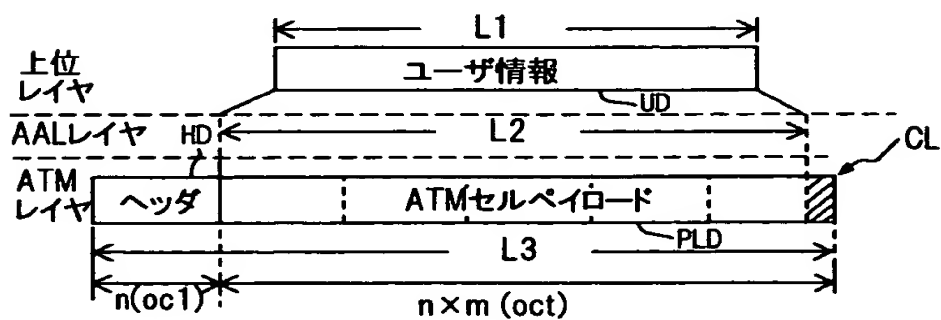 L1
上位
レイヤ
ユーザ情報
UD
AALレイヤ
HD
L2
CL
ATM
レイヤ
ヘッダ
ATMセルペイロード
PLD
L3
n(oc1)
n×m (oct)